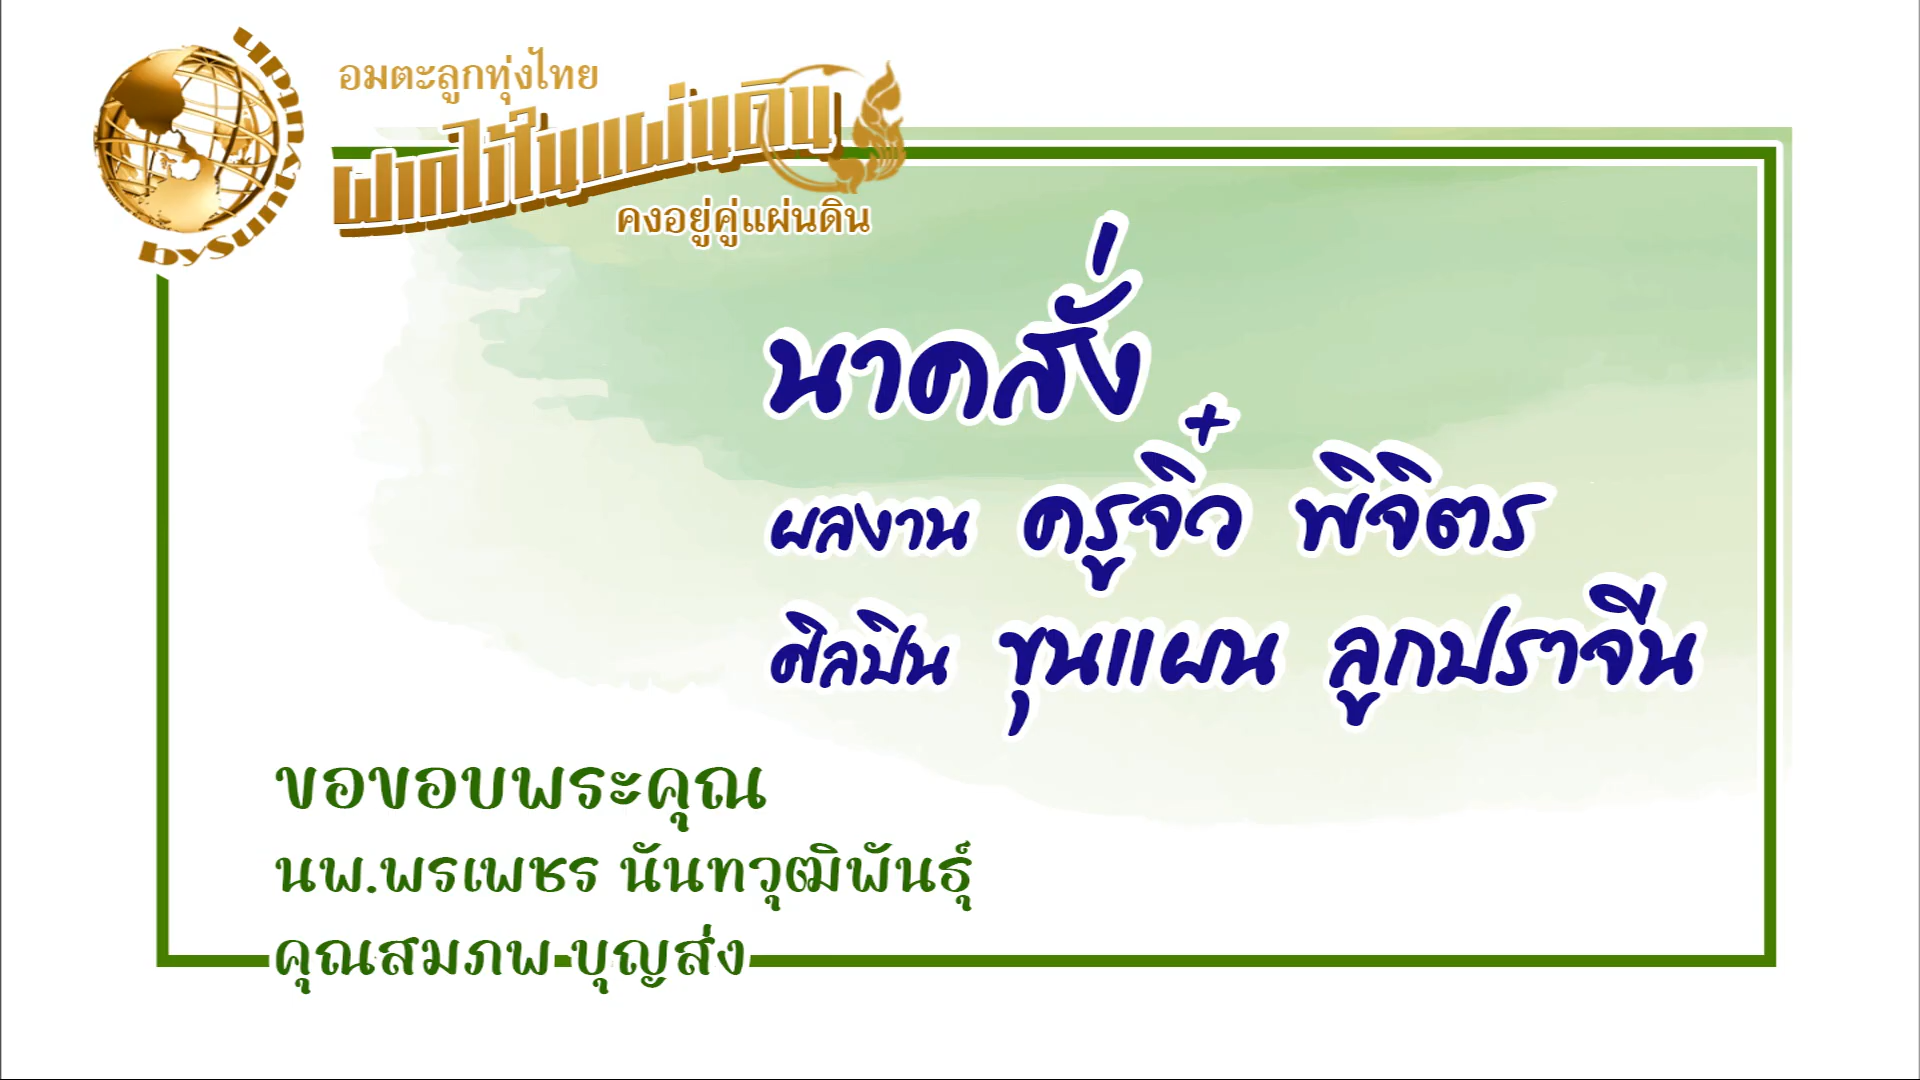 อมตะลูกทุ่งไทย
ฝากไว้ในแผ่นดิน
คงอยู่คู่แผ่นดิน
bysumnanyauan
นาคสั่ง
ผลงาน ครูจิ๋ว พิจิตร
ศิลปิน ขุนแผน ลูกปราจีน
ขอขอบพระคุณ
นพ.พรเพชร นันทวุฒิพันธุ์
คุณสมภพ-บุญส่ง